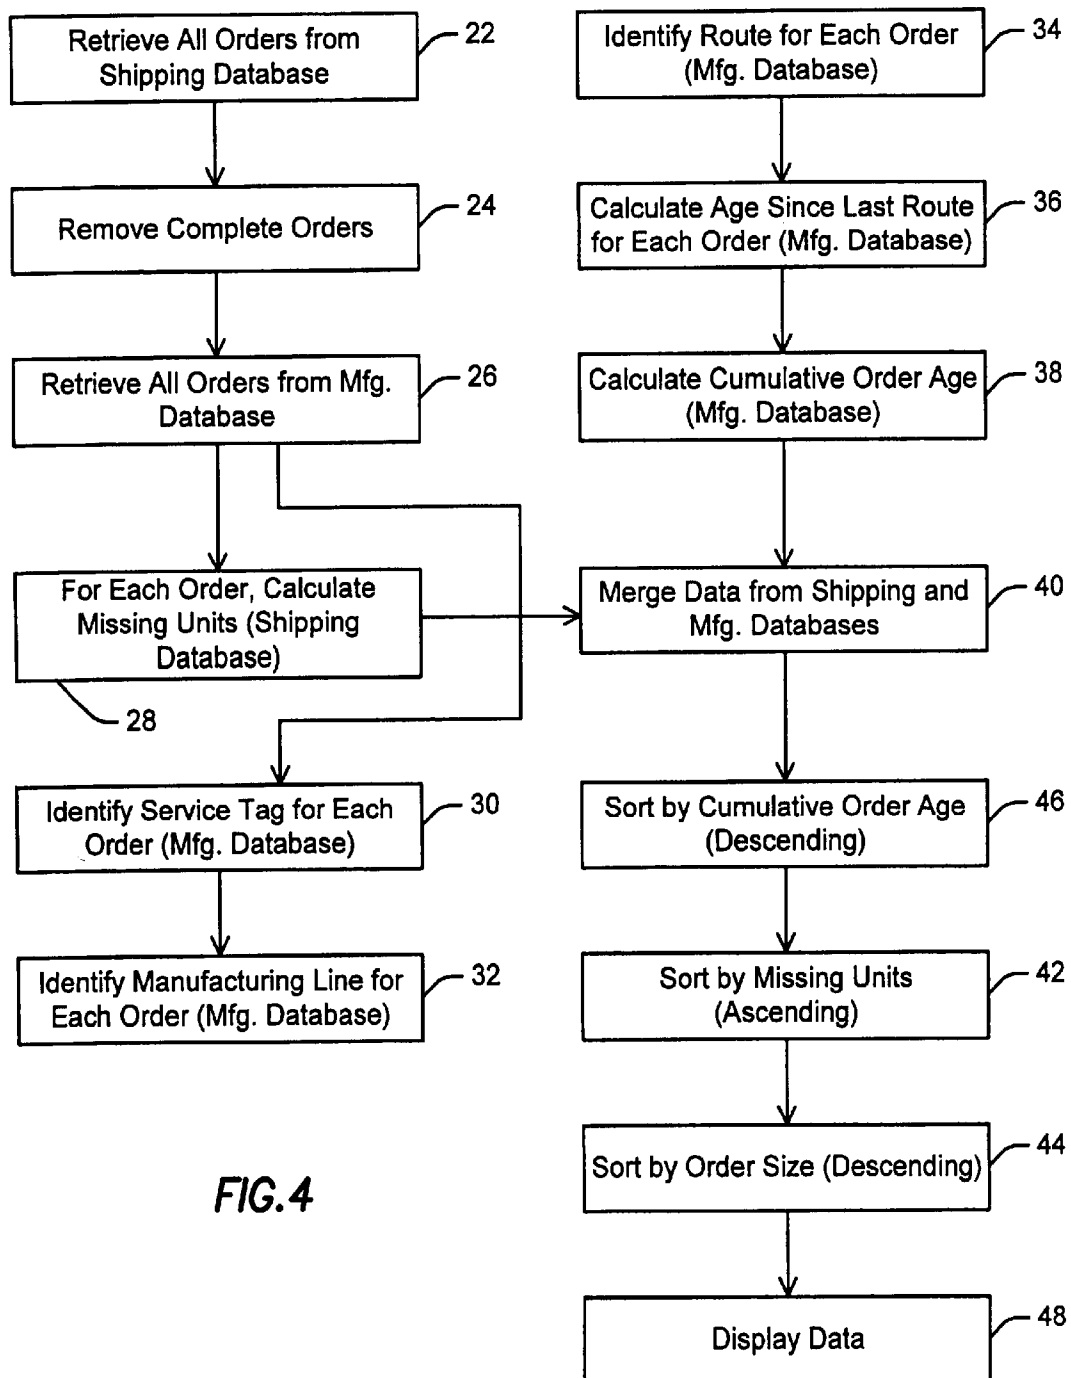 Retrieve All Orders from
Shipping Database
22
Remove Complete Orders
24
Retrieve All Orders from Mfg.
Database
26
For Each Order, Calculate
Missing Units (Shipping
Database)
28
Identify Service Tag for Each
Order (Mfg. Database)
30
Identify Manufacturing Line for
Each Order (Mfg. Database)
32
Identify Route for Each Order
(Mfg. Database)
34
Calculate Age Since Last Route
for Each Order (Mfg. Database)
36
Calculate Cumulative Order Age
(Mfg. Database)
38
Merge Data from Shipping and
Mfg. Databases
40
Sort by Cumulative Order Age
(Descending)
46
Sort by Missing Units
(Ascending)
42
Sort by Order Size (Descending)
44
Display Data
48
FIG.4